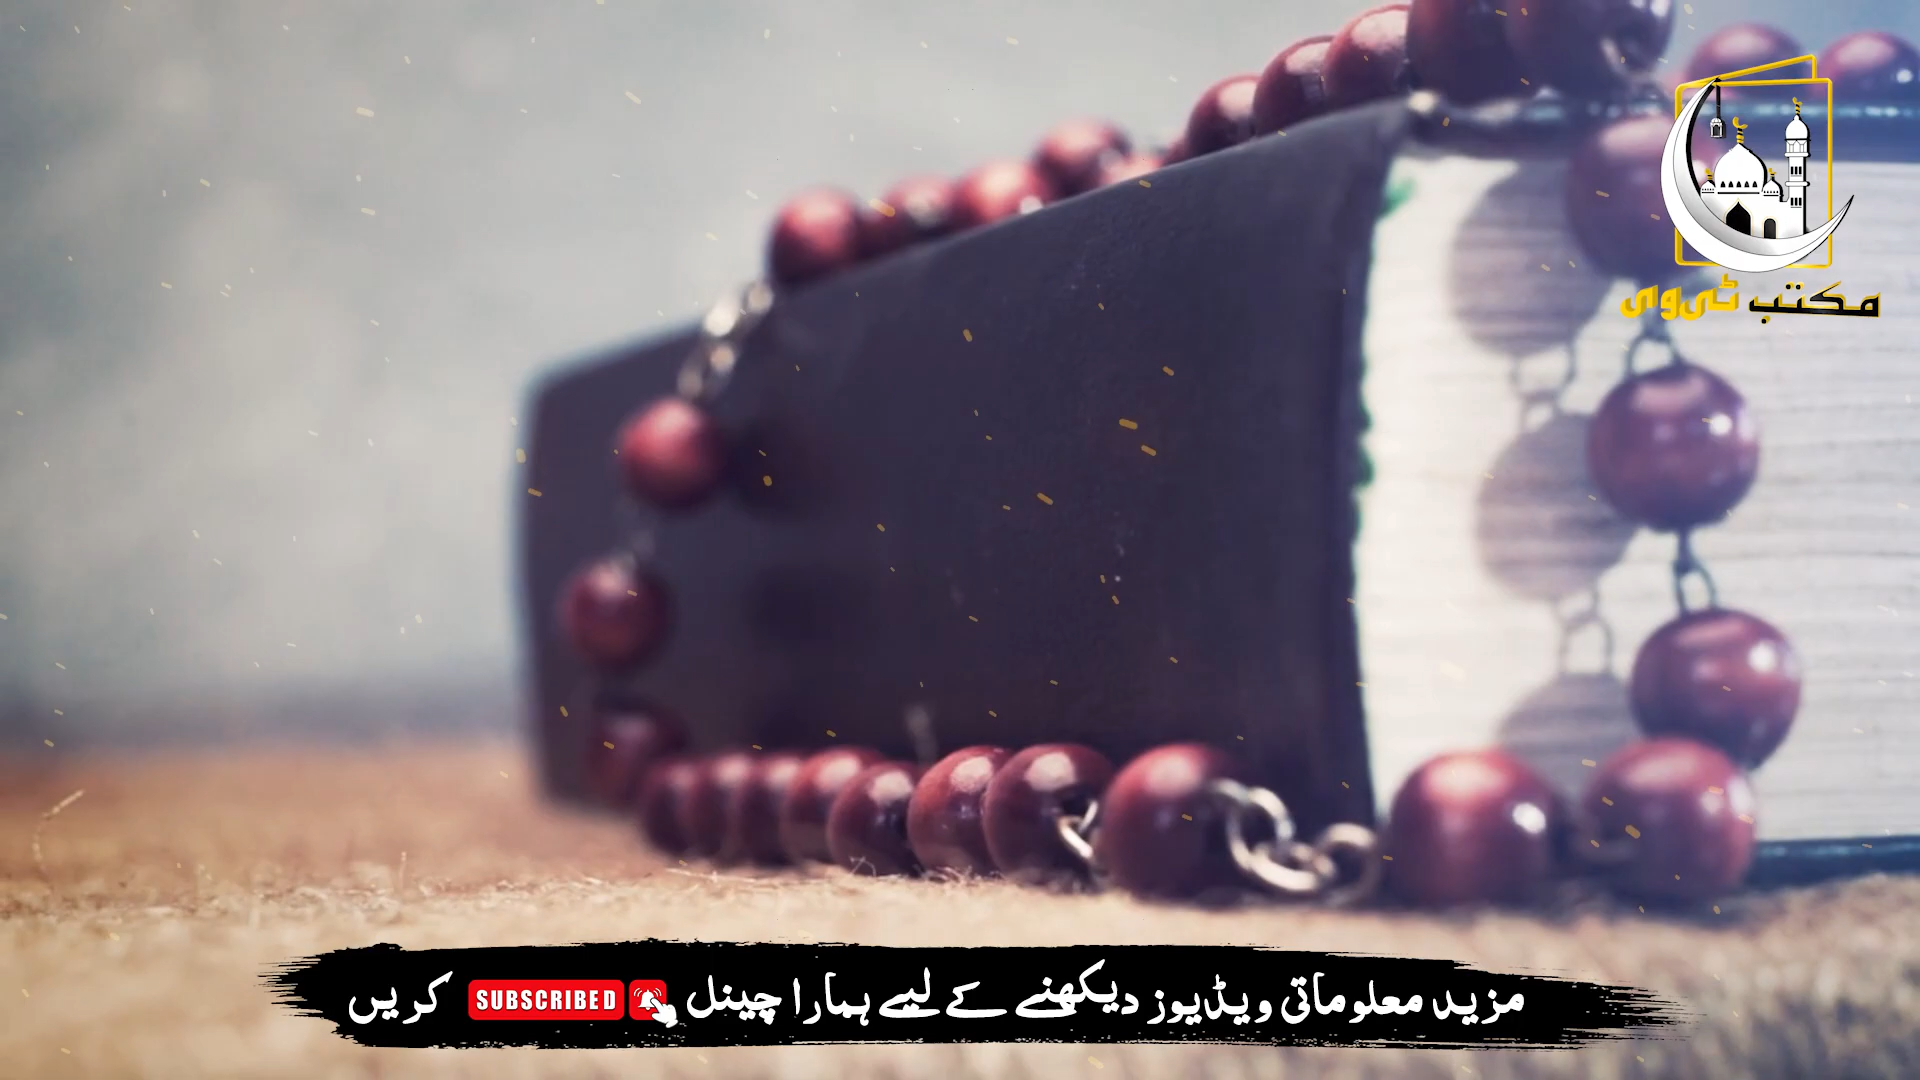 مکتب ٹی وی
مزید معلوماتی ویڈیوز دیکھنے کے لیے ہمارا چینل SUBSCRIBED کریں